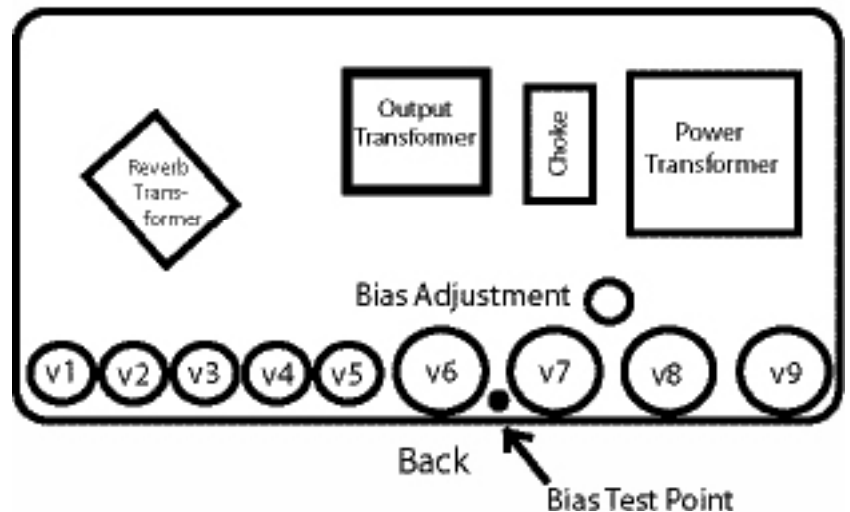 Output
Transformer
Choke
Power
Transformer
Reverb
Trans-
former
Bias Adjustment
v1
v2
v3
v4
v5
v6
v7
v8
v9
Back
Bias Test Point